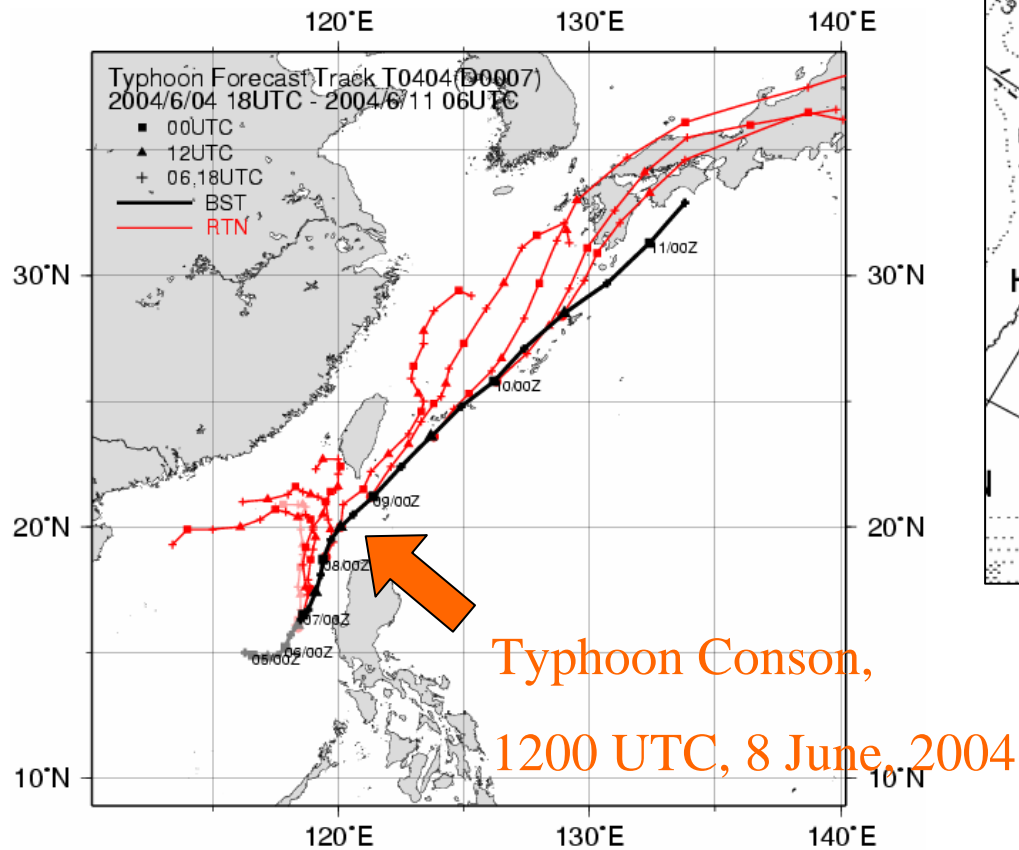 120°E 130°E 140°E
Typhoon Forecast Track T0404(D0007)
2004/6/04 18UTC - 2004/6/11 06UTC
00UTC
12UTC
06,18UTC
BST
RTN
11/00Z
30°N 30°N
10/00Z
09/00Z
20°N 20°N
08/00Z
07/00Z
06/00Z
05/00Z
Typhoon Conson,
1200 UTC, 8 June, 2004
10°N 10°N
120°E 130°E 140°E